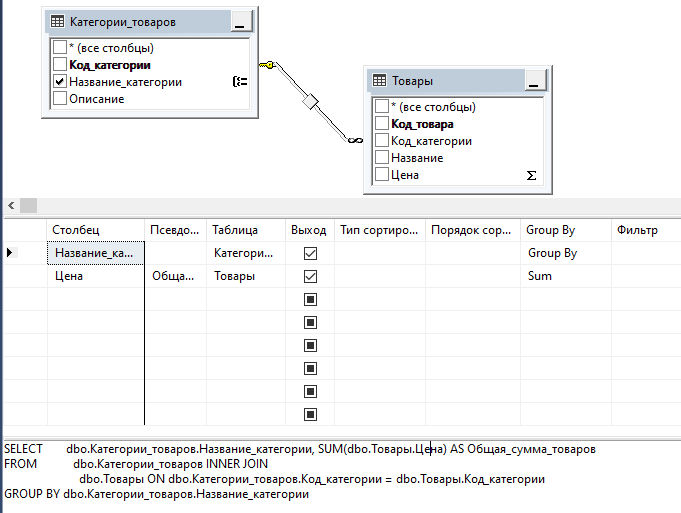 Категории_товаров
* (все столбцы)
Код_категории
Название_категории
Описание
Товары
* (все столбцы)
Код_товара
Код_категории
Название
Цена
Столбец Псевдо... Таблица Выход Тип сортиро... Порядок сор... Group By Фильтр
Название_ка... Категори... Group By
Цена Обща... Товары Sum
SELECT dbo.Категории_товаров.Название_категории, SUM(dbo.Товары.Цена) AS Общая_сумма_товаров
FROM dbo.Категории_товаров INNER JOIN
dbo.Товары ON dbo.Категории_товаров.Код_категории = dbo.Товары.Код_категории
GROUP BY dbo.Категории_товаров.Название_категории